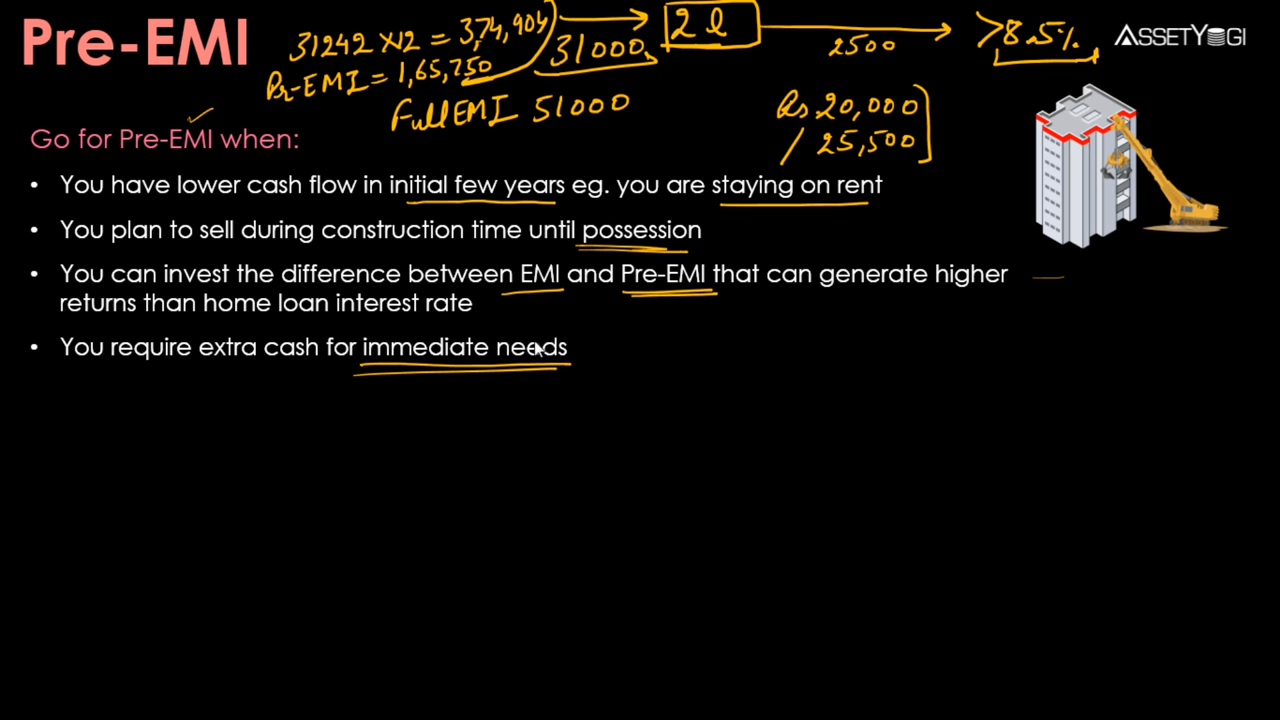 Pre-EMI
31242 X12 = 3,74,904
Pr-EMI = 1,65,750
31000
2 l
2500
>8.5%
ASSETYOGI
Full EMI 51000
Rs 20,000
/ 25,500
Go for Pre-EMI when:
• You have lower cash flow in initial few years eg. you are staying on rent
• You plan to sell during construction time until possession
• You can invest the difference between EMI and Pre-EMI that can generate higher
returns than home loan interest rate
• You require extra cash for immediate needs